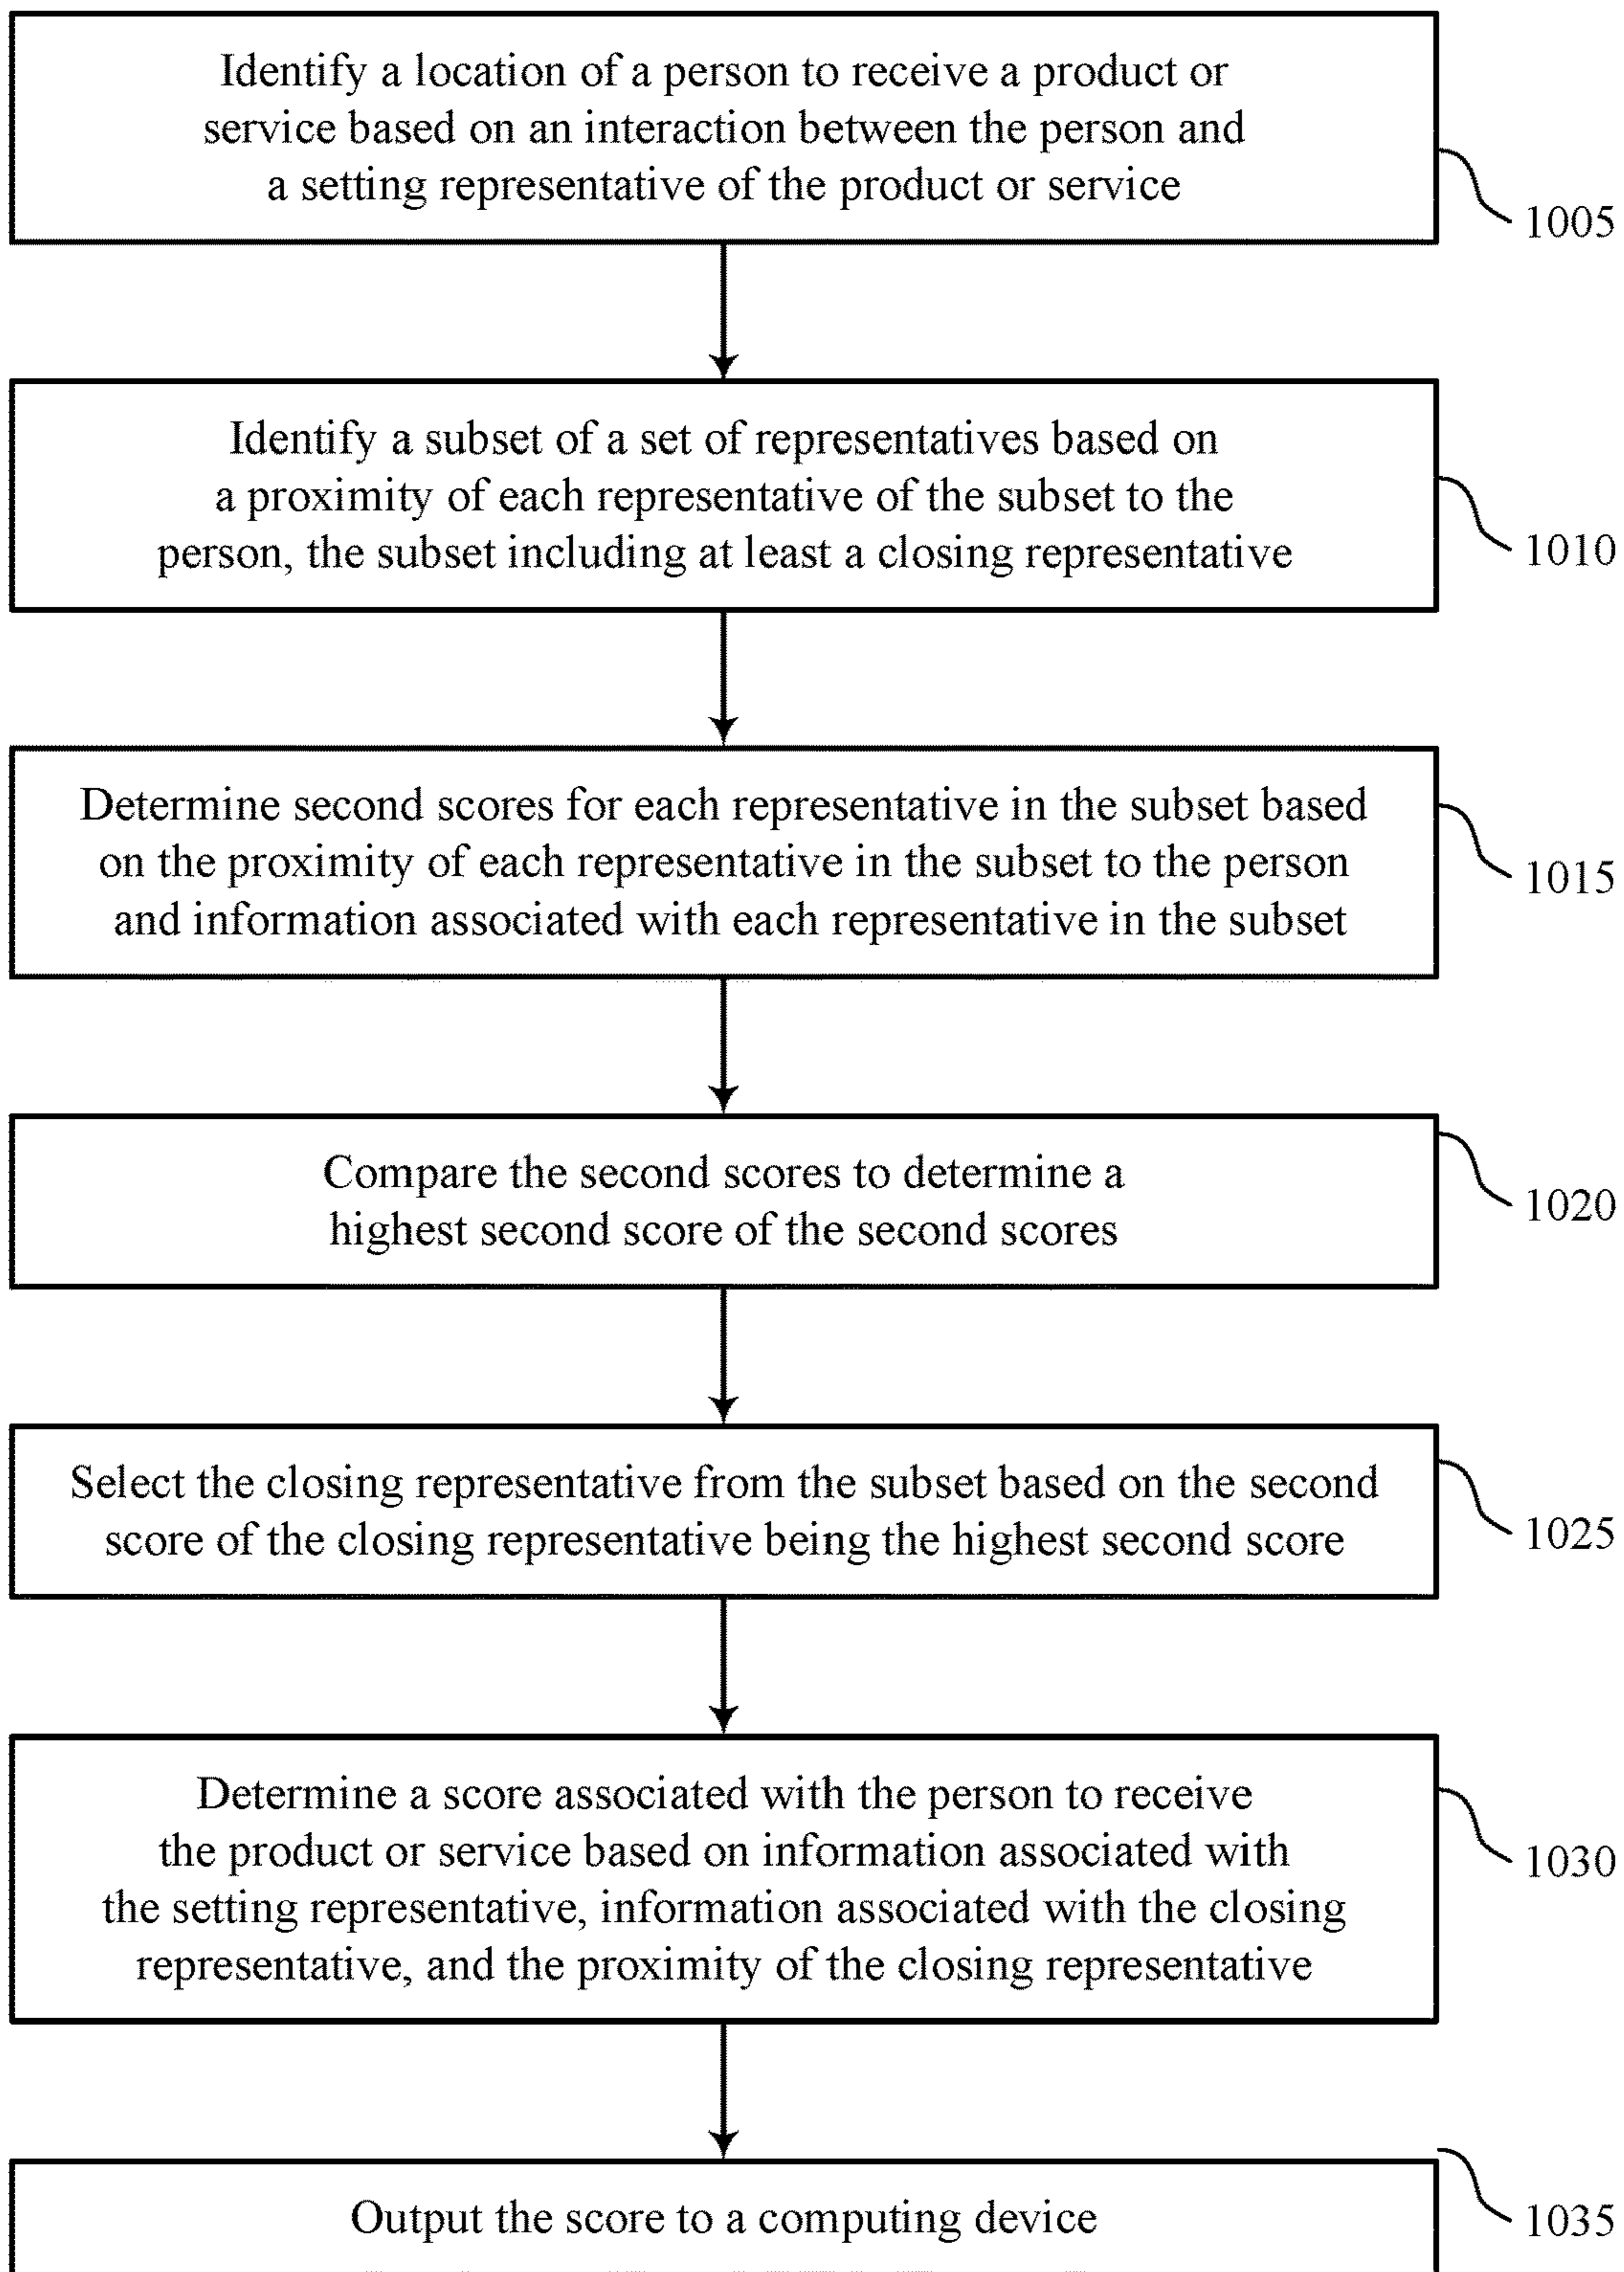 Identify a location of a person to receive a product or
service based on an interaction between the person and
a setting representative of the product or service
1005
Identify a subset of a set of representatives based on
a proximity of each representative of the subset to the
person, the subset including at least a closing representative
1010
Determine second scores for each representative in the subset based
on the proximity of each representative in the subset to the person
and information associated with each representative in the subset
1015
Compare the second scores to determine a
highest second score of the second scores
1020
Select the closing representative from the subset based on the second
score of the closing representative being the highest second score
1025
Determine a score associated with the person to receive
the product or service based on information associated with
the setting representative, information associated with the closing
representative, and the proximity of the closing representative
1030
Output the score to a computing device
1035